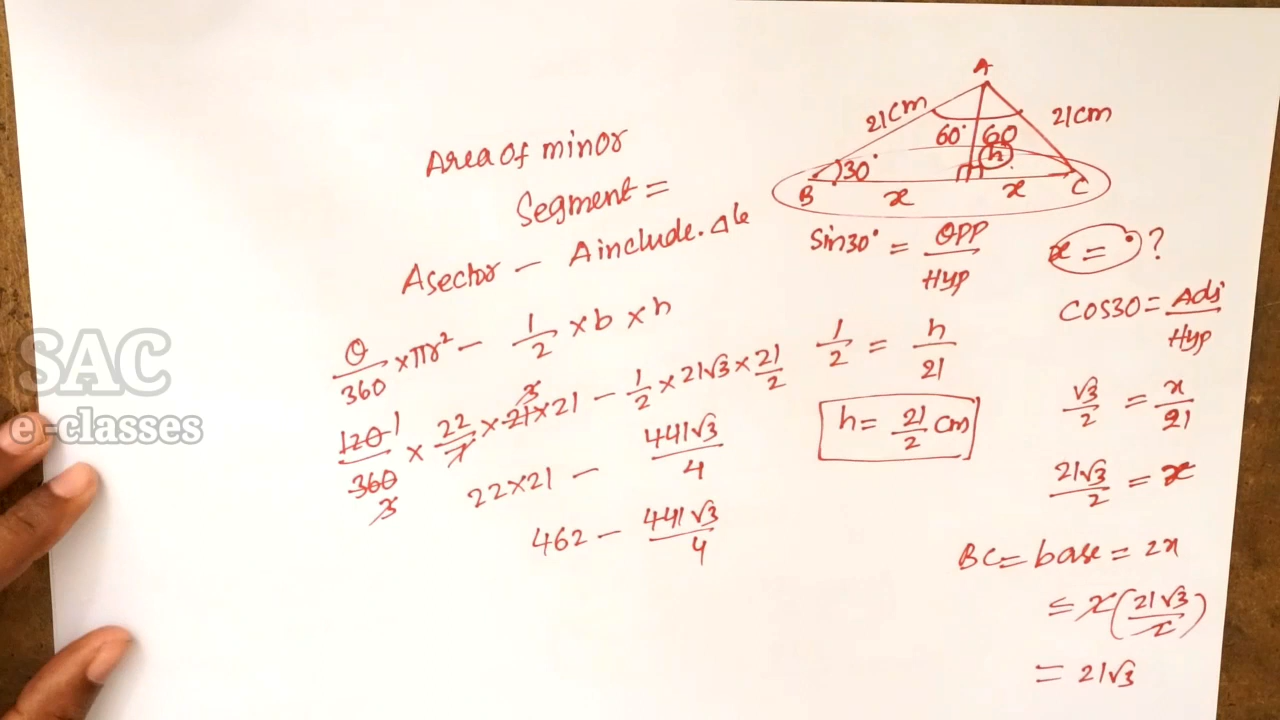 Area of minor
Segment =
Asector – Ainclude. Δle
θ/360 × πr² – 1/2 × b × h
120 1/360 3 × 22/7 × 21 3 × 21 – 1/2 × 21√3 × 21/2
22×21 – 441√3/4
462 – 441√3/4
A
21cm
21cm
60° 60
h
30°
B
x
x
C
Sin30° = OPP/Hyp
1/2 = h/21
h = 21/2 cm
x = ?
COS30 = Adj/Hyp
√3/2 = x/21
21√3/2 = x
BC = base = 2x
= 2(21√3/2)
= 21√3
SAC
e-classes